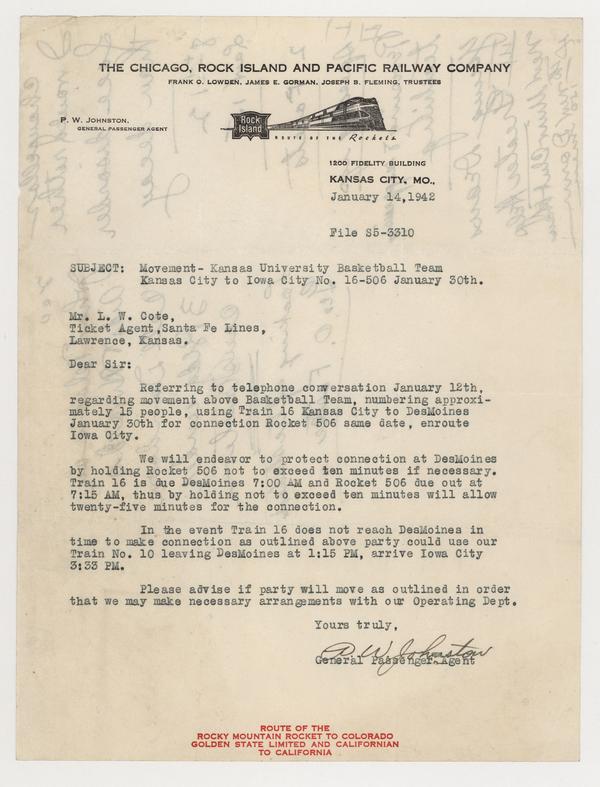 THE CHICAGO, ROCK ISLAND AND PACIFIC RAILWAY COMPANY
FRANK O. LOWDEN, JAMES E. GORMAN, JOSEPH B. FLEMING, TRUSTEES
P. W. JOHNSTON,
GENERAL PASSENGER AGENT
Rock
Island
ROUTE OF THE Rockets
1200 FIDELITY BUILDING
KANSAS CITY, MO.,
January 14,1942
File S5-3310
SUBJECT: Movement- Kansas University Basketball Team
Kansas City to Iowa City No. 16-506 January 30th.
Mr. L. W. Cote,
Ticket Agent,Santa Fe Lines,
Lawrence, Kansas.
Dear Sir:
Referring to telephone conversation January 12th,
regarding movement above Basketball Team, numbering approxi-
mately 15 people, using Train 16 Kansas City to DesMoines
January 30th for connection Rocket 506 same date, enroute
Iowa City.
We will endeavor to protect connection at DesMoines
by holding Rocket 506 not to exceed ten minutes if necessary.
Train 16 is due DesMoines 7:00 AM and Rocket 506 due out at
7:15 AM, thus by holding not to exceed ten minutes will allow
twenty-five minutes for the connection.
In the event Train 16 does not reach DesMoines in
time to make connection as outlined above party could use our
Train No. 10 leaving DesMoines at 1:15 PM, arrive Iowa City
3:33 PM.
Please advise if party will move as outlined in order
that we may make necessary arrangements with our Operating Dept.
Yours truly,
P. W. Johnston
General Passenger Agent
ROUTE OF THE
ROCKY MOUNTAIN ROCKET TO COLORADO
GOLDEN STATE LIMITED AND CALIFORNIAN
TO CALIFORNIA